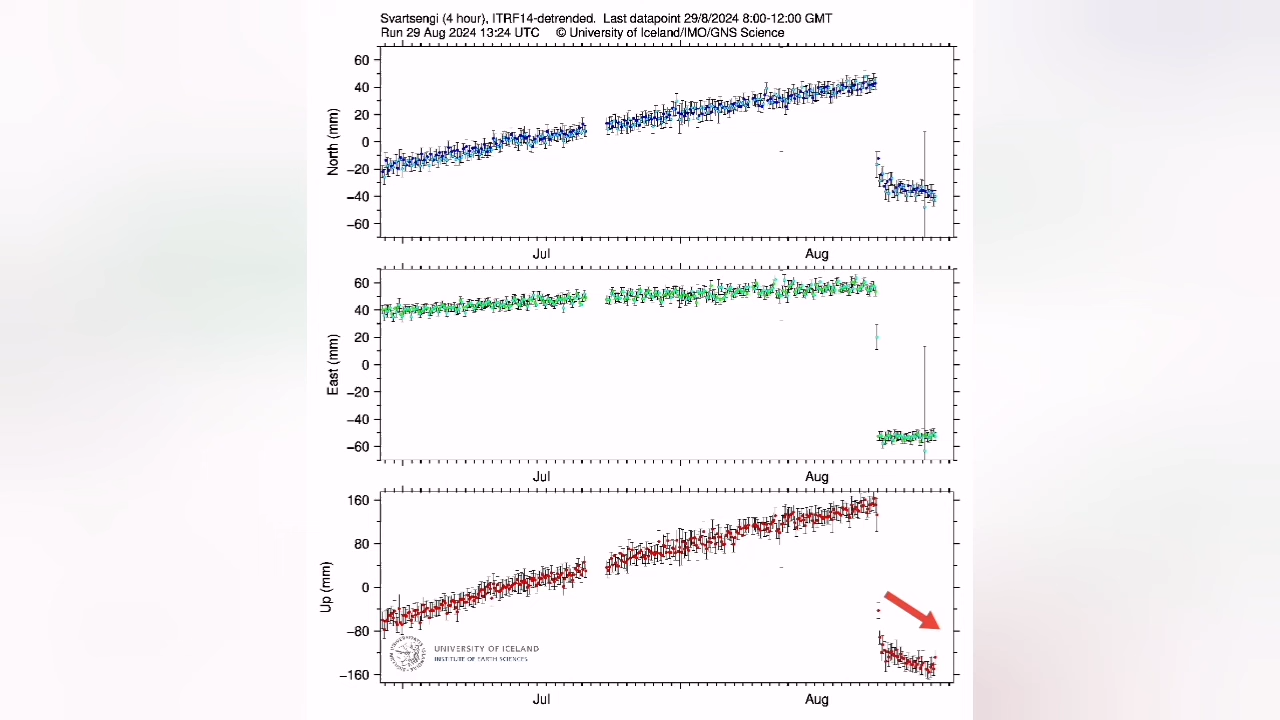 Svartsengi (4 hour), ITRF14-detrended. Last datapoint 29/8/2024 8:00-12:00 GMT
Run 29 Aug 2024 13:24 UTC © University of Iceland/IMO/GNS Science
60
40
20
0
−20
−40
−60
North (mm)
Jul Aug
60
40
20
0
−20
−40
−60
East (mm)
Jul Aug
160
80
0
−80
−160
Up (mm)
UNIVERSITY OF ICELAND
INSTITUTE OF EARTH SCIENCES
Jul Aug